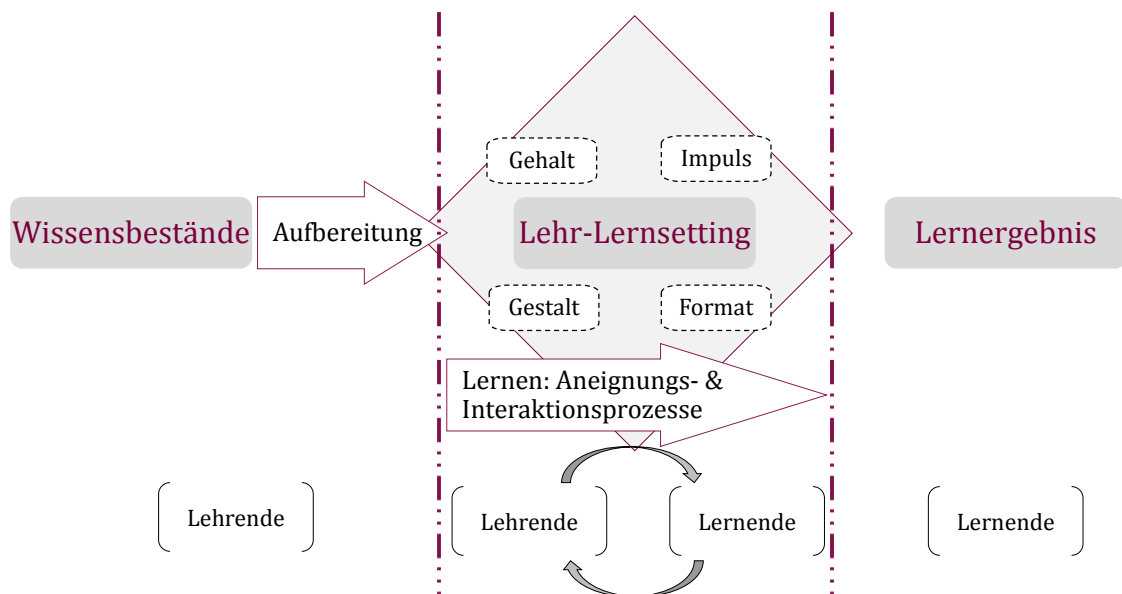 Gehalt
Impuls
Wissensbestände
Aufbereitung
Lehr-Lernsetting
Lernergebnis
Gestalt
Format
Lernen: Aneignungs- &
Interaktionsprozesse
Lehrende
Lehrende
Lernende
Lernende